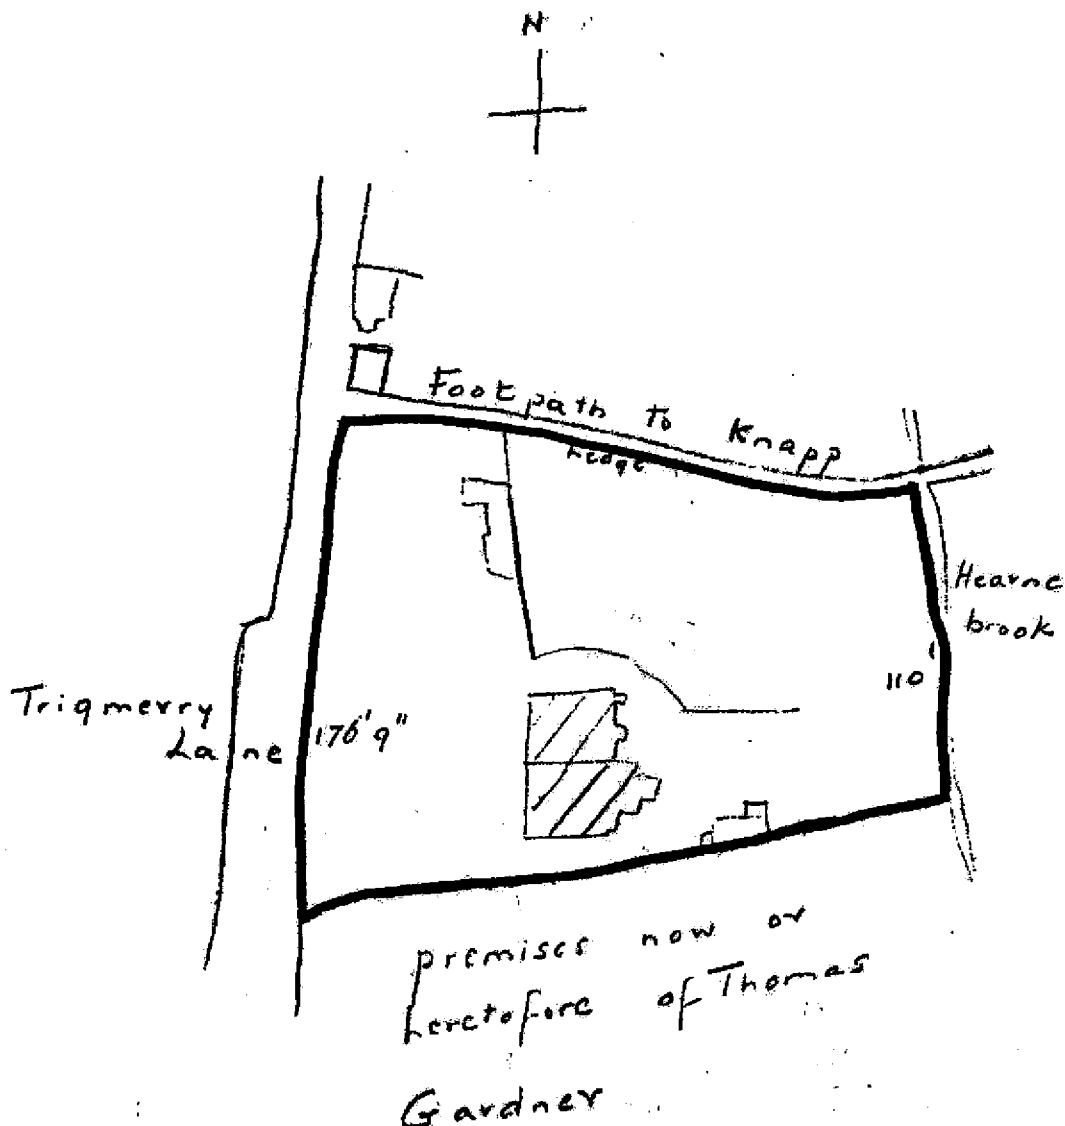 N
Footpath to Knapp
hedge
Hearne
brook
110'
Trigmerry
Lane
176'9"
premises now or
heretofore of Thomas
Gardner